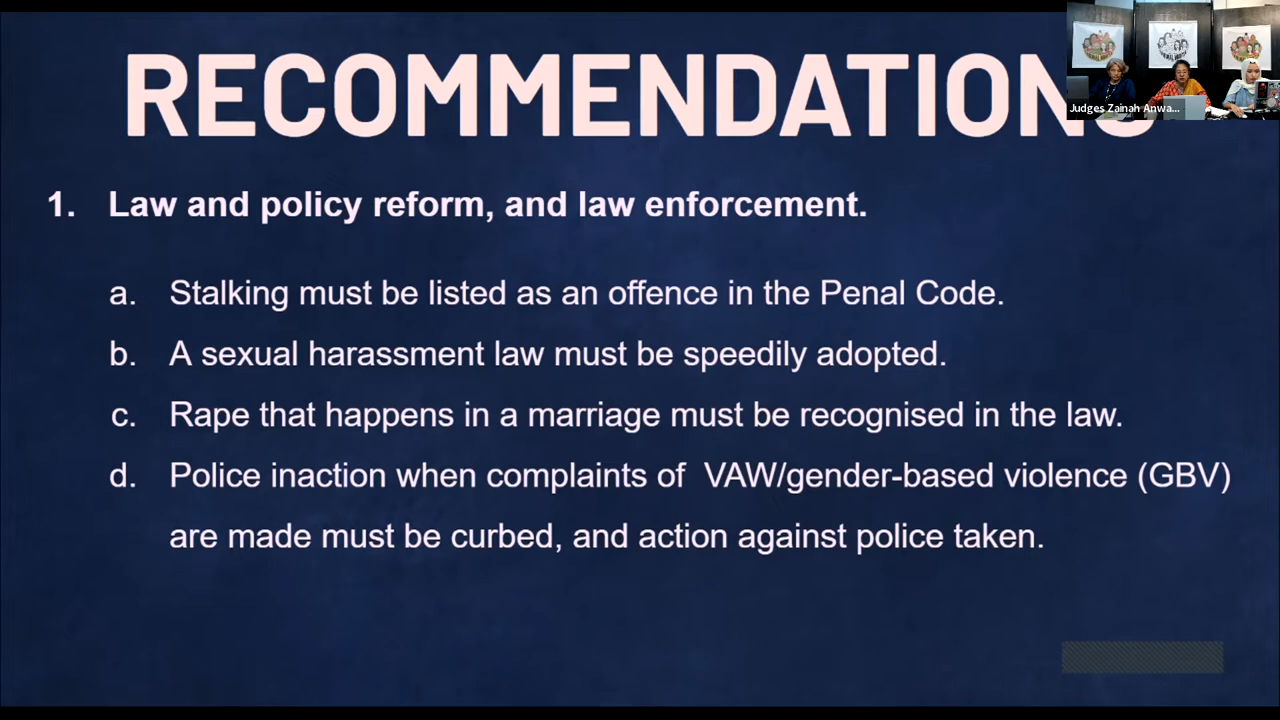 RECOMMENDATIONS
Judges Zainah Anwa...
1. Law and policy reform, and law enforcement.
a. Stalking must be listed as an offence in the Penal Code.
b. A sexual harassment law must be speedily adopted.
c. Rape that happens in a marriage must be recognised in the law.
d. Police inaction when complaints of VAW/gender-based violence (GBV)
are made must be curbed, and action against police taken.